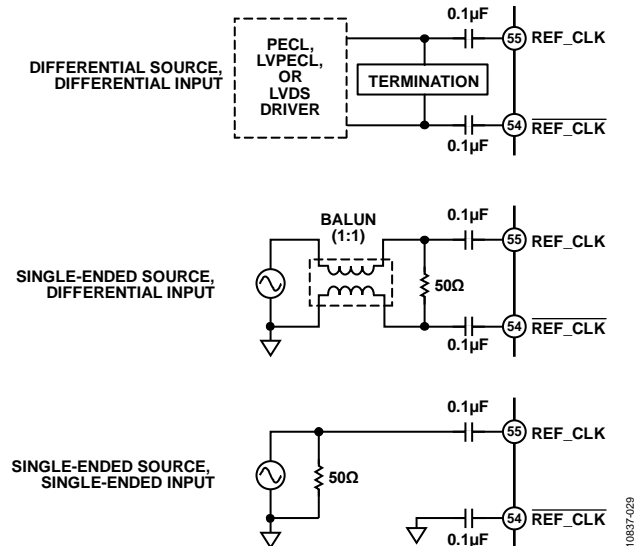 0.1µF
55 REF_CLK
DIFFERENTIAL SOURCE,
DIFFERENTIAL INPUT
PECL,
LVPECL,
OR
LVDS
DRIVER
TERMINATION
54 REF_CLK
0.1µF
BALUN
(1:1)
0.1µF
55 REF_CLK
SINGLE-ENDED SOURCE,
DIFFERENTIAL INPUT
50Ω
54 REF_CLK
0.1µF
0.1µF
55 REF_CLK
SINGLE-ENDED SOURCE,
SINGLE-ENDED INPUT
50Ω
54 REF_CLK
0.1µF
10837-029